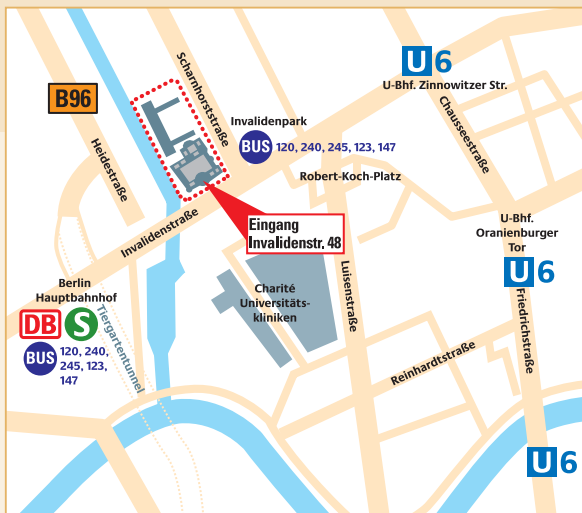 U6
U-Bhf. Zinnowitzer Str.
B96
Scharnhorststraße
Chausseestraße
Heidestraße
Invalidenpark
BUS 120, 240, 245, 123, 147
Robert-Koch-Platz
Invalidenstraße
Eingang
Invalidenstr. 48
U-Bhf.
Oranienburger
Tor
U6
Berlin
Hauptbahnhof
DB S
BUS 120, 240,
245, 123,
147
Tiergartentunnel
Charité
Universitäts-
kliniken
Luisenstraße
Friedrichstraße
Reinhardtstraße
U6